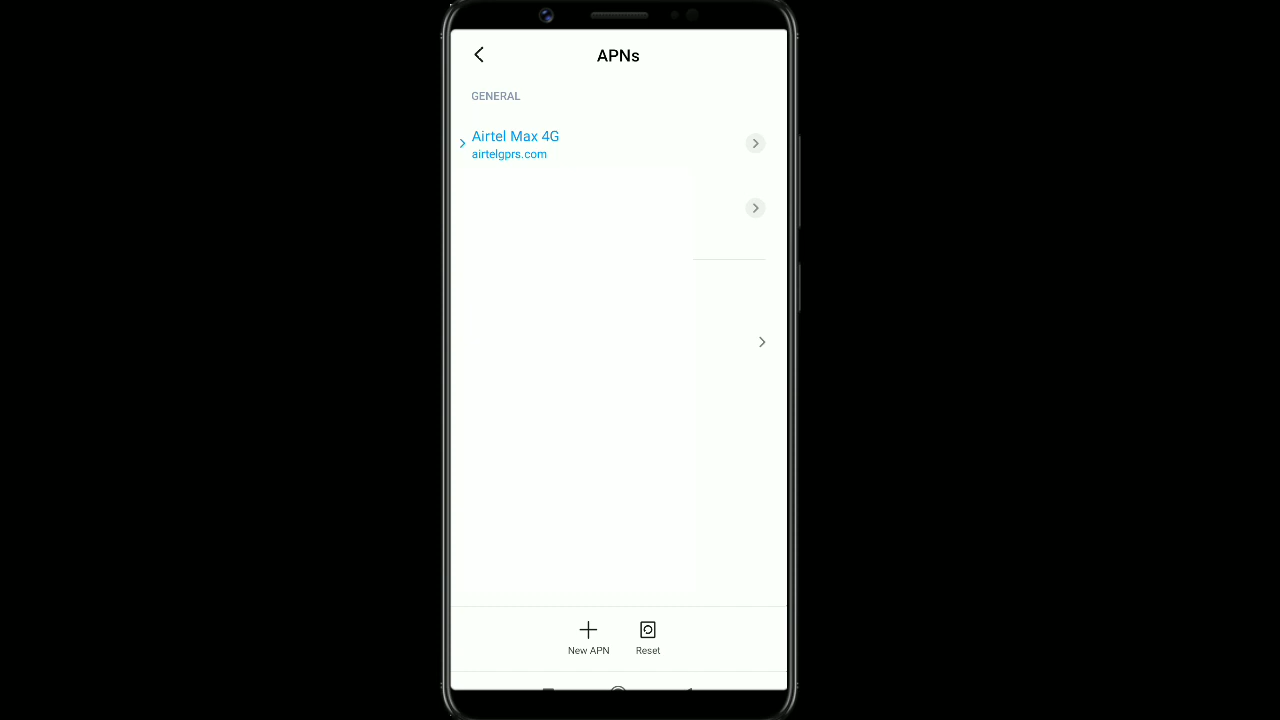 APNs
GENERAL
Airtel Max 4G
airtelgprs.com
New APN
Reset